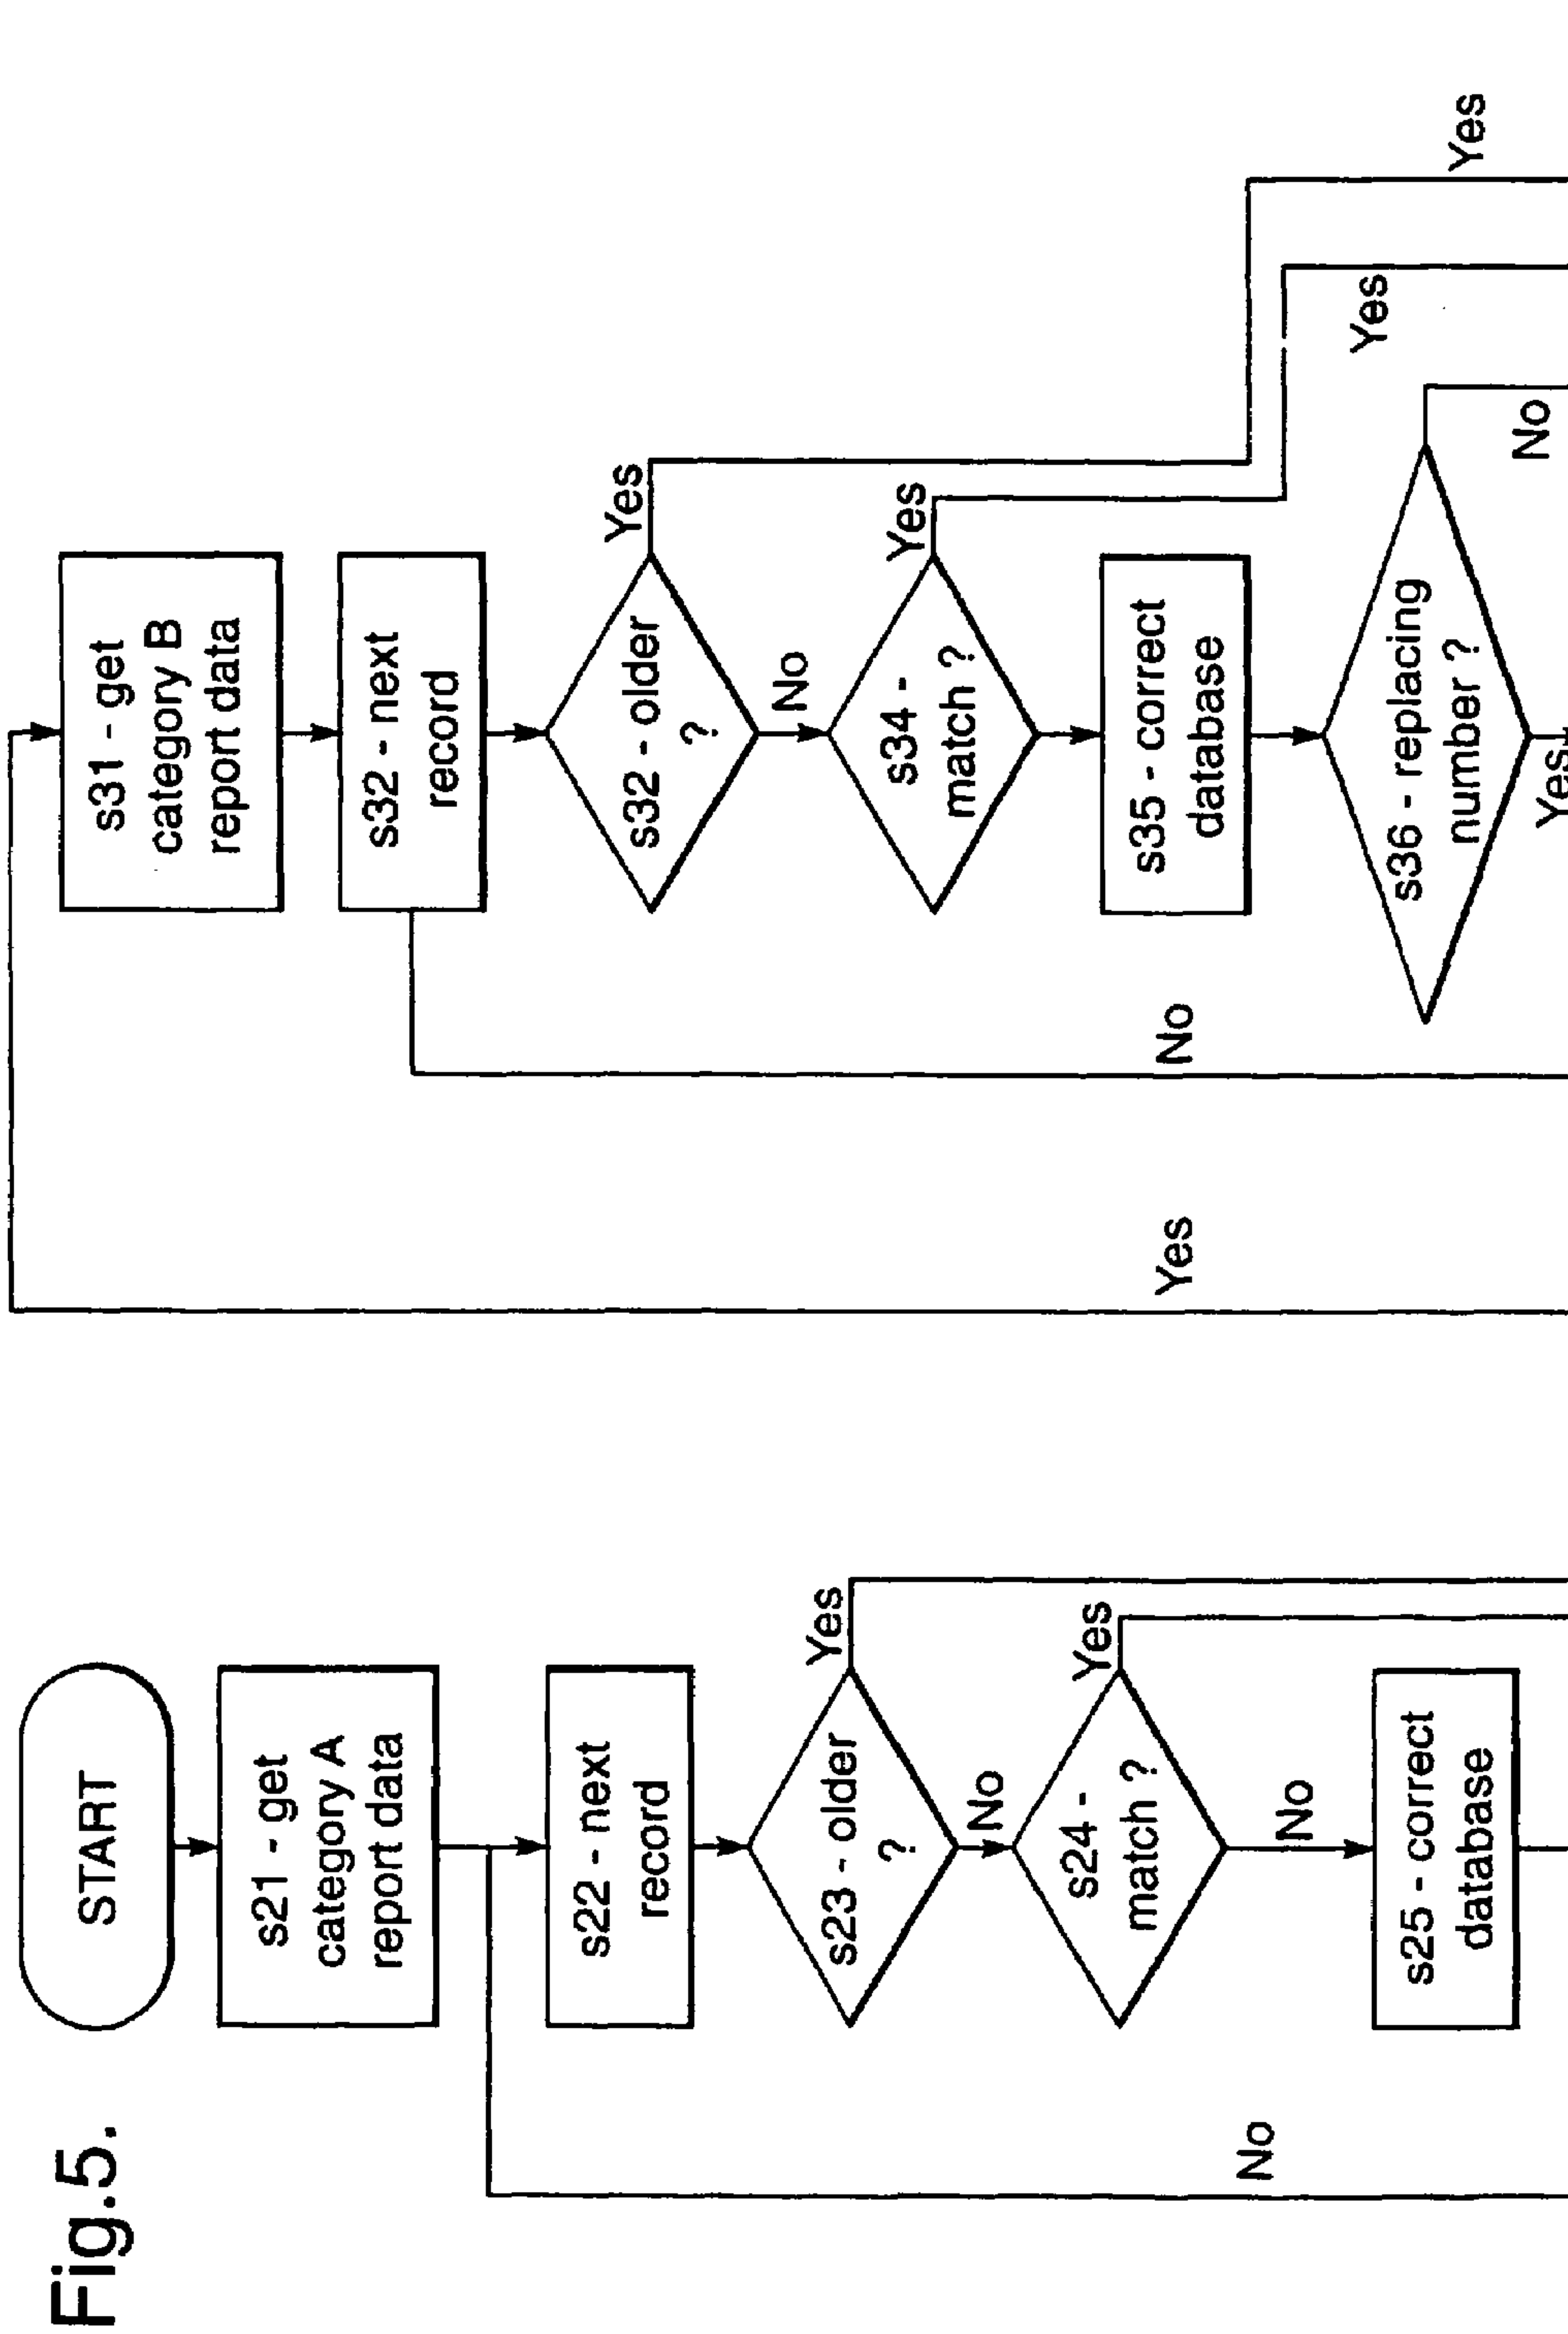 Fig.5.
START
s21 - get
category A
report data
s22 - next
record
s23 - older
?
Yes
No
s24 -
match ?
Yes
No
s25 - correct
database
No
Yes
s31 - get
category B
report data
s32 - next
record
No
s32 - older
?
Yes
No
s34 -
match ?
Yes
s35 - correct
database
s36 - replacing
number ?
Yes
No
Yes
Yes